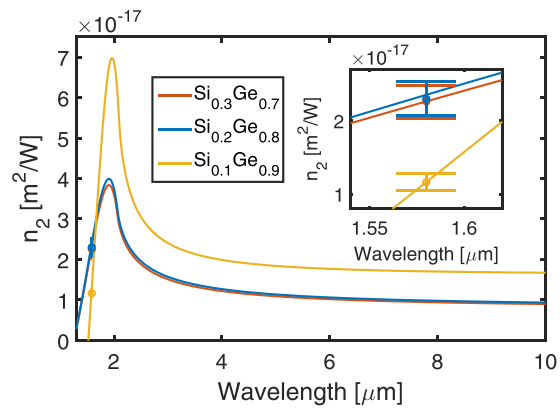 ×10⁻¹⁷
7
6
5
4
3
2
1
0
n₂ [m²/W]
2
4
6
8
10
Wavelength [μm]
Si₀.₃Ge₀.₇
Si₀.₂Ge₀.₈
Si₀.₁Ge₀.₉
×10⁻¹⁷
2
1
n₂ [m²/W]
1.55
1.6
Wavelength [μm]